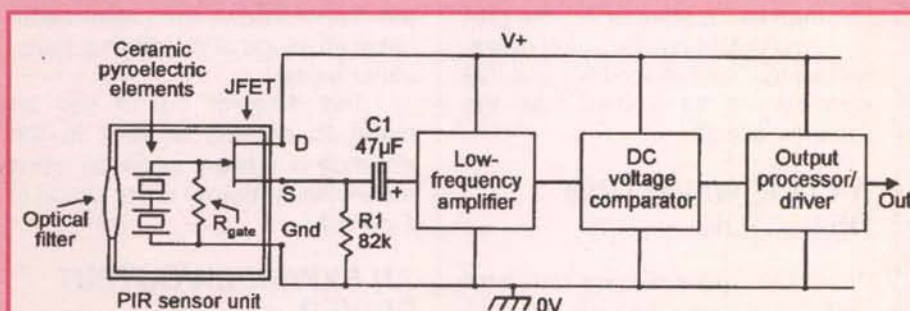 Ceramic
pyroelectric
elements
JFET
V+
D
C1
47µF
+
S
Gnd
Optical
filter
Rgate
R1
82k
PIR sensor unit
Low-
frequency
amplifier
DC
voltage
comparator
Output
processor/
driver
Out
0V